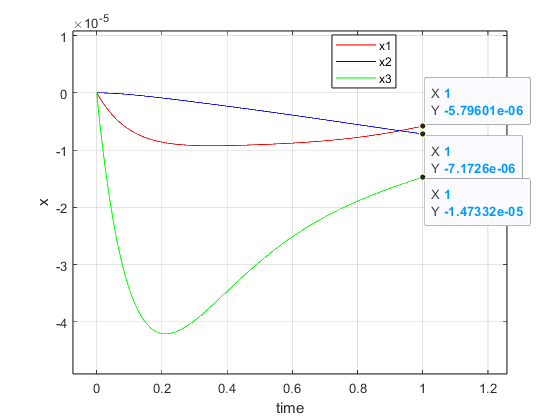 ×10-5
1
0
-1
-2
-3
-4
x
0 0.2 0.4 0.6 0.8 1 1.2
time
x1
x2
x3
X 1
Y -5.79601e-06
X 1
Y -7.1726e-06
X 1
Y -1.47332e-05